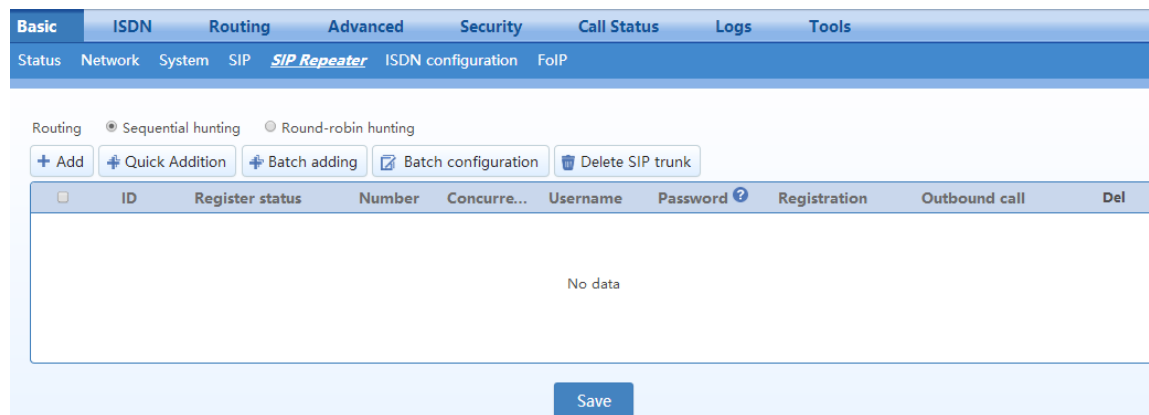 Basic ISDN Routing Advanced Security Call Status Logs Tools
Status Network System SIP SIP Repeater ISDN configuration FoIP
Routing Sequential hunting Round-robin hunting
+ Add Quick Addition Batch adding Batch configuration Delete SIP trunk
ID Register status Number Concurre... Username Password ? Registration Outbound call Del
No data
Save